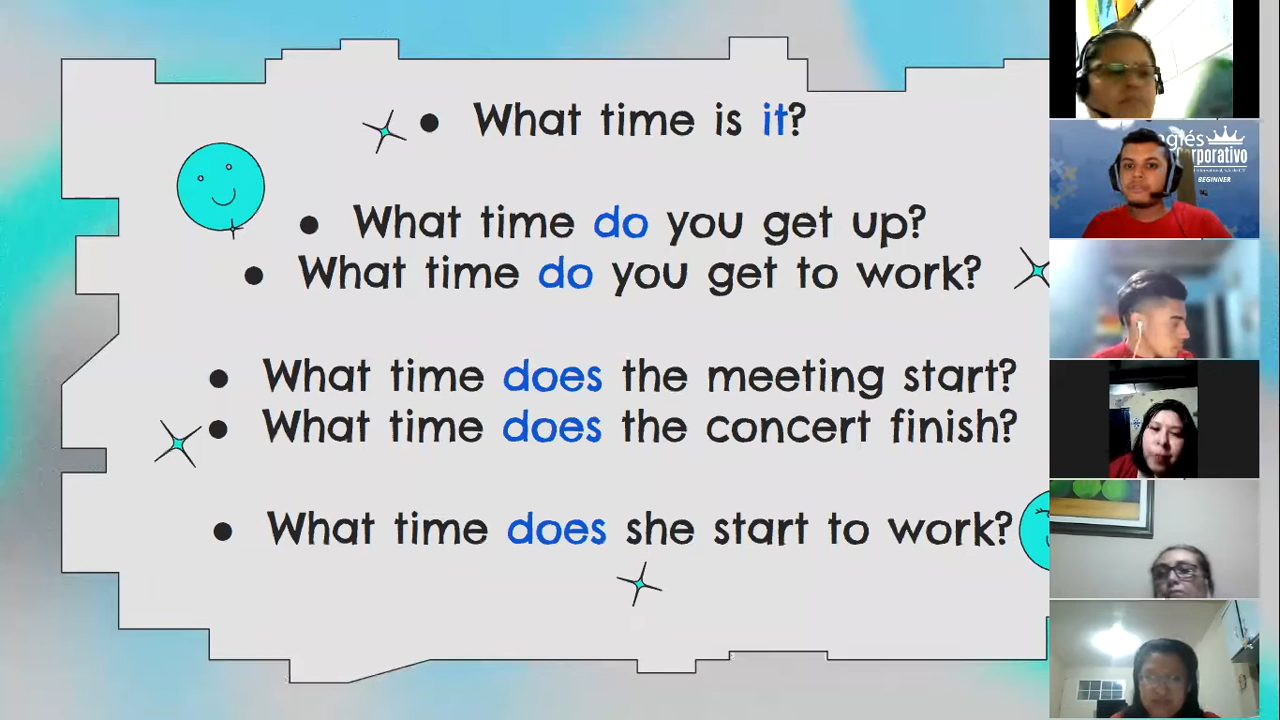 What time is it?
What time do you get up?
What time do you get to work?
What time does the meeting start?
What time does the concert finish?
What time does she start to work?
BEGINNER